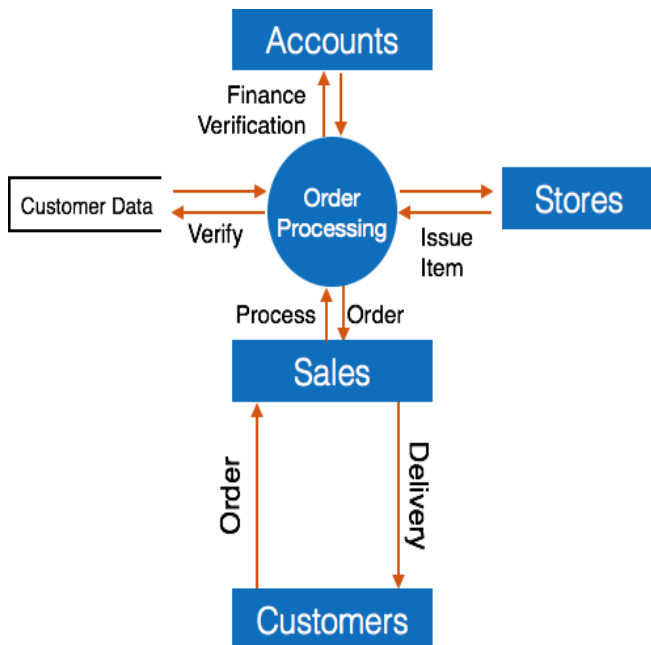 Accounts
Finance
Verification
Customer Data
Verify
Order
Processing
Stores
Issue
Item
Process
Order
Sales
Order
Delivery
Customers